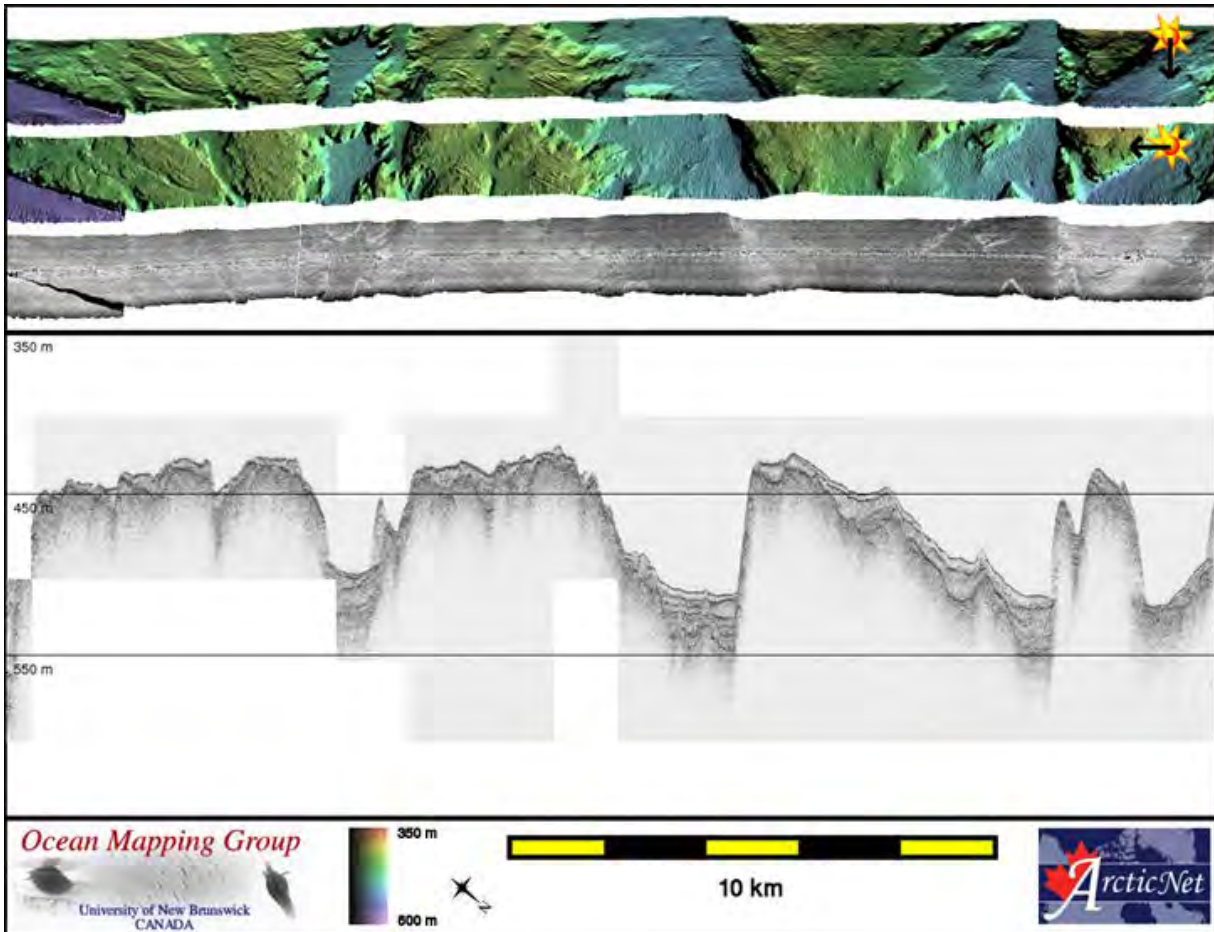 350 m
450 m
550 m
Ocean Mapping Group
University of New Brunswick
CANADA
350 m
600 m
N
10 km
ArcticNet